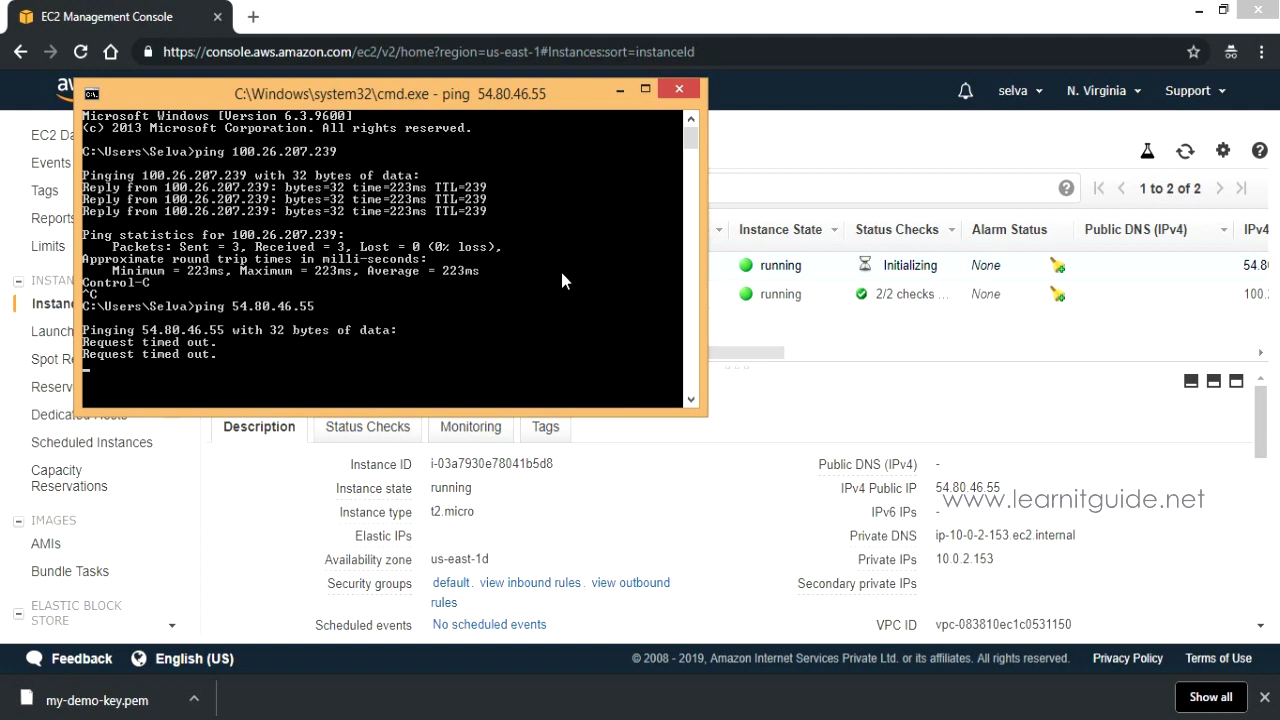 EC2 Management Console
https://console.aws.amazon.com/ec2/v2/home?region=us-east-1#Instances:sort=instanceId
selva
N. Virginia
Support
C:\Windows\system32\cmd.exe - ping 54.80.46.55
Microsoft Windows [Version 6.3.9600]
(c) 2013 Microsoft Corporation. All rights reserved.
C:\Users\Selva>ping 100.26.207.239
Pinging 100.26.207.239 with 32 bytes of data:
Reply from 100.26.207.239: bytes=32 time=223ms TTL=239
Reply from 100.26.207.239: bytes=32 time=223ms TTL=239
Reply from 100.26.207.239: bytes=32 time=223ms TTL=239
Ping statistics for 100.26.207.239:
Packets: Sent = 3, Received = 3, Lost = 0 (0% loss),
Approximate round trip times in milli-seconds:
Minimum = 223ms, Maximum = 223ms, Average = 223ms
Control-C
^C
C:\Users\Selva>ping 54.80.46.55
Pinging 54.80.46.55 with 32 bytes of data:
Request timed out.
Request timed out.
EC2 Da
Events
Tags
Reports
Limits
INSTAN
Instanc
Launch
Spot Re
Reserv
Dedicated Hosts
Scheduled Instances
Capacity
Reservations
IMAGES
AMIs
Bundle Tasks
ELASTIC BLOCK
STORE
1 to 2 of 2
Instance State Status Checks Alarm Status Public DNS (IPv4) IPv4
running Initializing None 54.8
running 2/2 checks ... None 100.
Description Status Checks Monitoring Tags
Instance ID i-03a7930e78041b5d8
Instance state running
Instance type t2.micro
Elastic IPs
Availability zone us-east-1d
Security groups default. view inbound rules. view outbound
rules
Scheduled events No scheduled events
Public DNS (IPv4) -
IPv4 Public IP 54.80.46.55
www.learnitguide.net
IPv6 IPs -
Private DNS ip-10-0-2-153.ec2.internal
Private IPs 10.0.2.153
Secondary private IPs
VPC ID vpc-083810ec1c0531150
Feedback English (US) © 2008 - 2019, Amazon Internet Services Private Ltd. or its affiliates. All rights reserved. Privacy Policy Terms of Use
my-demo-key.pem Show all